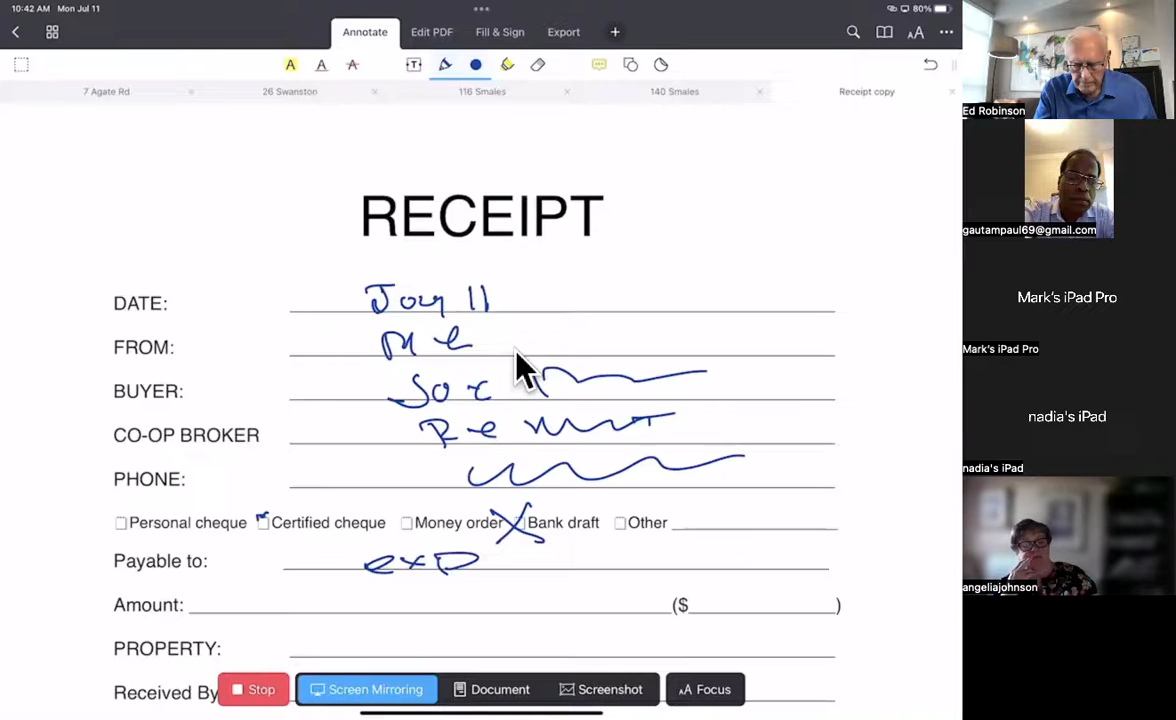 10:42 AM Mon Jul 11
80%
Annotate
Edit PDF
Fill & Sign
Export
7 Agate Rd
26 Swanston
116 Smales
140 Smales
Receipt copy
RECEIPT
DATE:
11
FROM: Me
BUYER:
CO-OP BROKER Re
PHONE:
Personal cheque Certified cheque Money order Bank draft Other
Payable to: exp
Amount: ($ )
PROPERTY:
Received By
Stop
Screen Mirroring
Document
Screenshot
AA Focus
Ed Robinson
gautampaul69@gmail.com
Mark's iPad Pro
Mark's iPad Pro
nadia's iPad
nadia's iPad
angeliajohnson